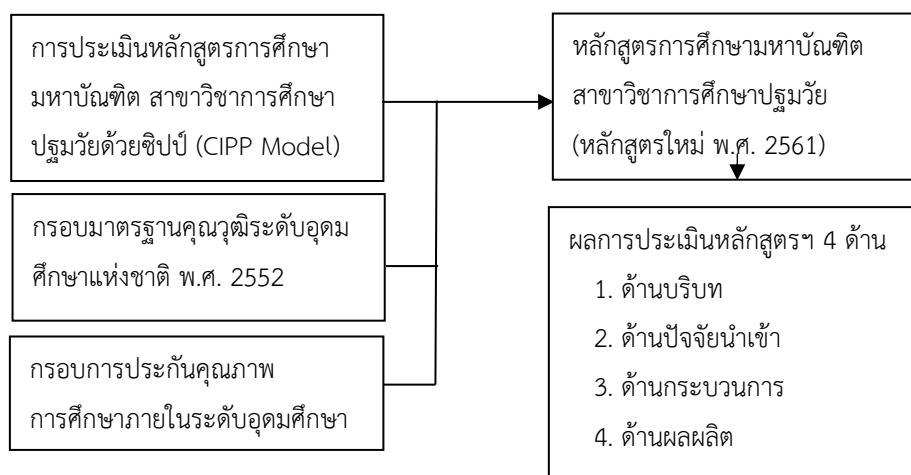 การประเมินหลักสูตรการศึกษา
มหาบัณฑิต สาขาวิชาการศึกษา
ปฐมวัยด้วยซิปป์ (CIPP Model)
กรอบมาตรฐานคุณวุฒิระดับอุดม
ศึกษาแห่งชาติ พ.ศ. 2552
กรอบการประกันคุณภาพ
การศึกษาภายในระดับอุดมศึกษา
หลักสูตรการศึกษามหาบัณฑิต
สาขาวิชาการศึกษาปฐมวัย
(หลักสูตรใหม่ พ.ศ. 2561)
ผลการประเมินหลักสูตรฯ 4 ด้าน
1. ด้านบริบท
2. ด้านปัจจัยนำเข้า
3. ด้านกระบวนการ
4. ด้านผลผลิต